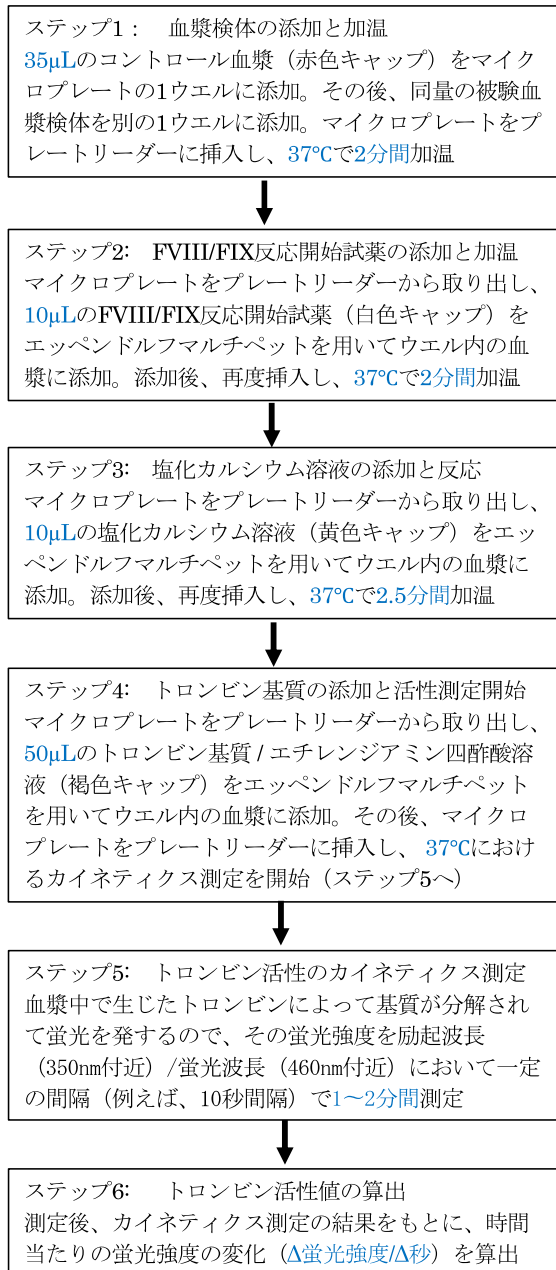 ステップ1：　血漿検体の添加と加温
35μLのコントロール血漿（赤色キャップ）をマイク
ロプレートの1ウエルに添加。その後、同量の被験血
漿検体を別の1ウエルに添加。マイクロプレートをプ
レートリーダーに挿入し、37℃で2分間加温
ステップ2:　FVIII/FIX反応開始試薬の添加と加温
マイクロプレートをプレートリーダーから取り出し、
10μLのFVIII/FIX反応開始試薬（白色キャップ）を
エッペンドルフマルチペットを用いてウエル内の血
漿に添加。添加後、再度挿入し、37℃で2分間加温
ステップ3:　塩化カルシウム溶液の添加と反応
マイクロプレートをプレートリーダーから取り出し、
10μLの塩化カルシウム溶液（黄色キャップ）をエッ
ペンドルフマルチペットを用いてウエル内の血漿に
添加。添加後、再度挿入し、37℃で2.5分間加温
ステップ4:　トロンビン基質の添加と活性測定開始
マイクロプレートをプレートリーダーから取り出し、
50μLのトロンビン基質 / エチレンジアミン四酢酸溶
液（褐色キャップ）をエッペンドルフマルチペット
を用いてウエル内の血漿に添加。その後、マイクロ
プレートをプレートリーダーに挿入し、 37℃におけ
るカイネティクス測定を開始（ステップ5へ）
ステップ5:　トロンビン活性のカイネティクス測定
血漿中で生じたトロンビンによって基質が分解され
て蛍光を発するので、その蛍光強度を励起波長
（350nm付近）/蛍光波長（460nm付近）において一定
の間隔（例えば、10秒間隔）で1～2分間測定
ステップ6:　トロンビン活性値の算出
測定後、カイネティクス測定の結果をもとに、時間
当たりの蛍光強度の変化（Δ蛍光強度/Δ秒）を算出